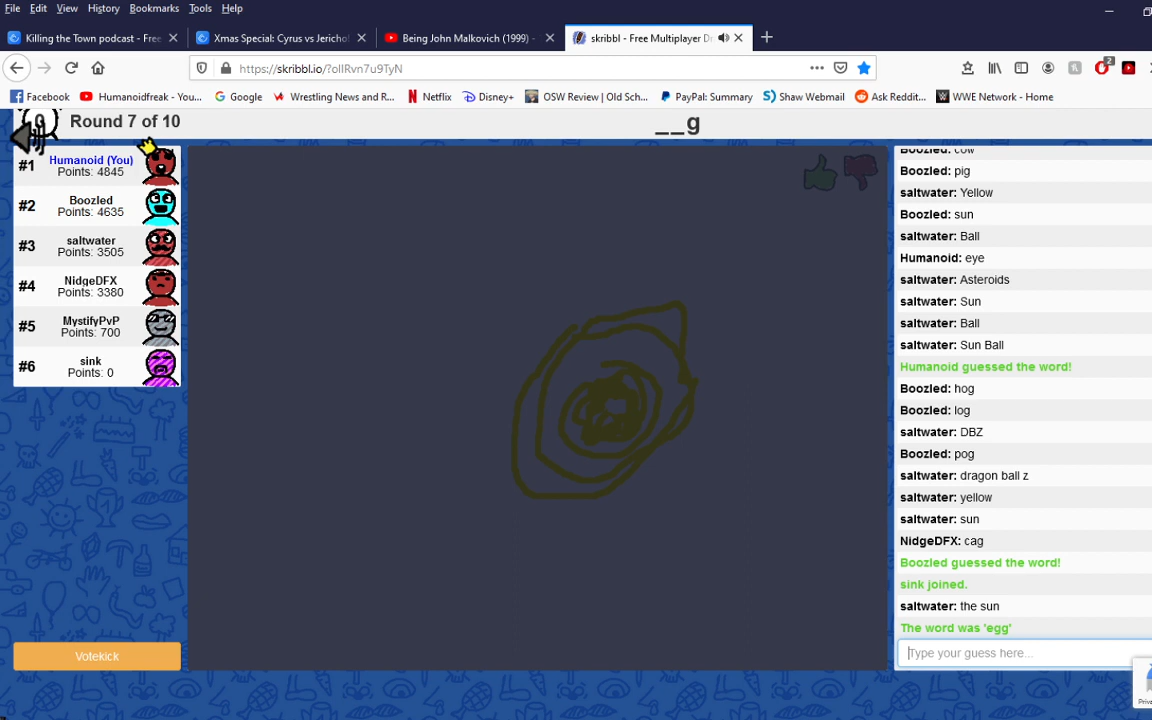 File Edit View History Bookmarks Tools Help
Killing the Town podcast - Free
Xmas Special: Cyrus vs Jericho!
Being John Malkovich (1999) -
skribbl - Free Multiplayer Dr
https://skribbl.io/?olIRvn7u9TyN
2
Facebook Humanoidfreak - You... Google Wrestling News and R... Netflix Disney+ OSW Review | Old Sch... PayPal: Summary Shaw Webmail Ask Reddit... WWE Network - Home
0 Round 7 of 10 __g
#1 Humanoid (You)
Points: 4845
#2 Boozled
Points: 4635
#3 saltwater
Points: 3505
#4 NidgeDFX
Points: 3380
#5 MystifyPvP
Points: 700
#6 sink
Points: 0
Votekick
Boozled: cow
Boozled: pig
saltwater: Yellow
Boozled: sun
saltwater: Ball
Humanoid: eye
saltwater: Asteroids
saltwater: Sun
saltwater: Ball
saltwater: Sun Ball
Humanoid guessed the word!
Boozled: hog
Boozled: log
saltwater: DBZ
Boozled: pog
saltwater: dragon ball z
saltwater: yellow
saltwater: sun
NidgeDFX: cag
Boozled guessed the word!
sink joined.
saltwater: the sun
The word was 'egg'
Type your guess here...